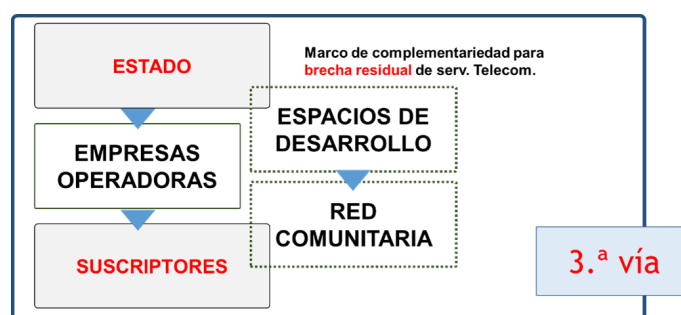 ESTADO
Marco de complementariedad para
brecha residual de serv. Telecom.
ESPACIOS DE
DESARROLLO
EMPRESAS
OPERADORAS
RED
COMUNITARIA
SUSCRIPTORES
3.ª vía